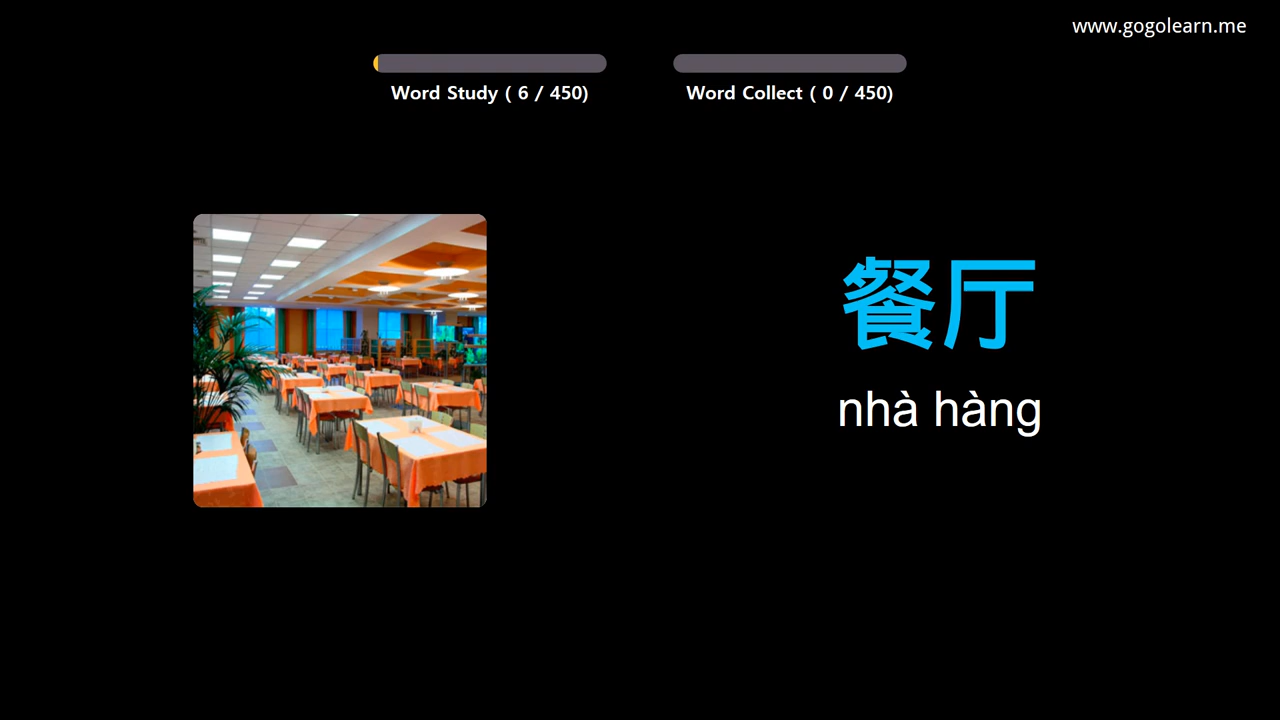 www.gogolearn.me
Word Study ( 6 / 450)
Word Collect ( 0 / 450)
餐厅
nhà hàng